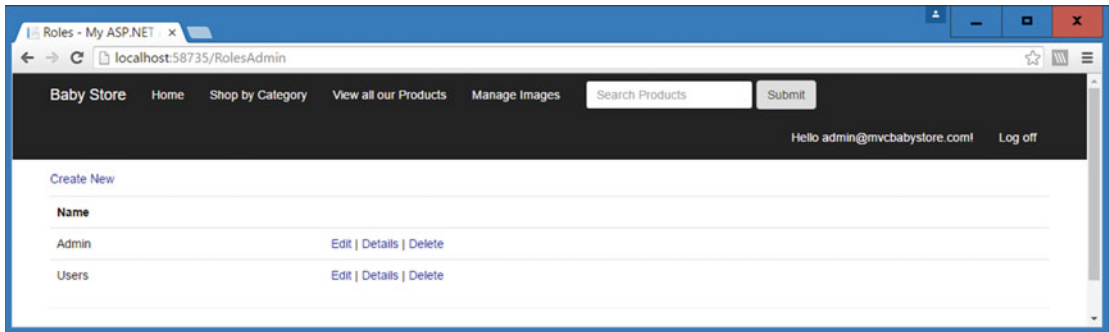 Roles - My ASP.NET
localhost:58735/RolesAdmin
Baby Store Home Shop by Category View all our Products Manage Images Search Products Submit
Hello admin@mvcbabystore.com! Log off
Create New
Name
Admin Edit | Details | Delete
Users Edit | Details | Delete